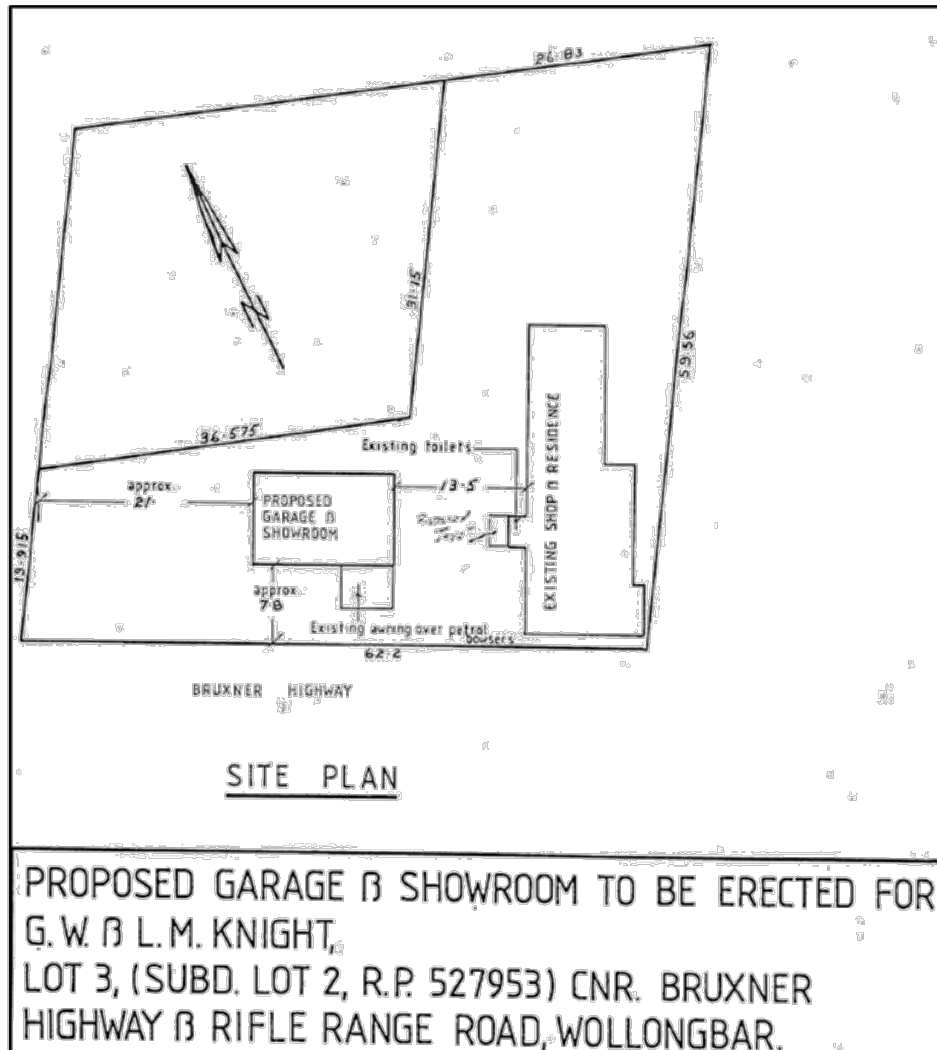 26·83
31·15
59·56
36·575
Existing toilets
approx.
21·
13·5
PROPOSED
GARAGE & SHOWROOM
EXISTING SHOP & RESIDENCE
13·915
approx.
7·8
Existing awning over petrol
bowsers
62·2
BRUXNER HIGHWAY
SITE PLAN
PROPOSED GARAGE & SHOWROOM TO BE ERECTED FOR
G. W. & L. M. KNIGHT,
LOT 3, (SUBD. LOT 2, R.P. 527953) CNR. BRUXNER
HIGHWAY & RIFLE RANGE ROAD, WOLLONGBAR.